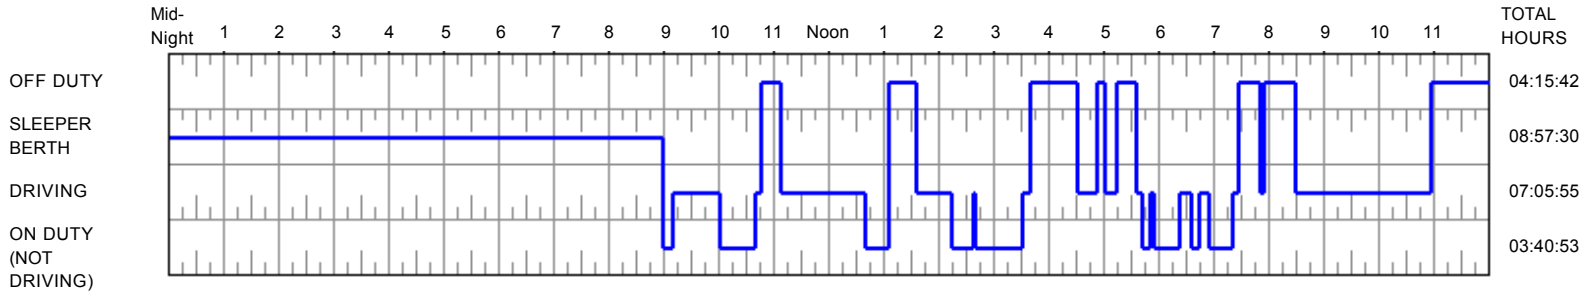 Mid-
Night 1 2 3 4 5 6 7 8 9 10 11 Noon 1 2 3 4 5 6 7 8 9 10 11
TOTAL
HOURS
OFF DUTY 04:15:42
SLEEPER
BERTH 08:57:30
DRIVING 07:05:55
ON DUTY
(NOT
DRIVING) 03:40:53